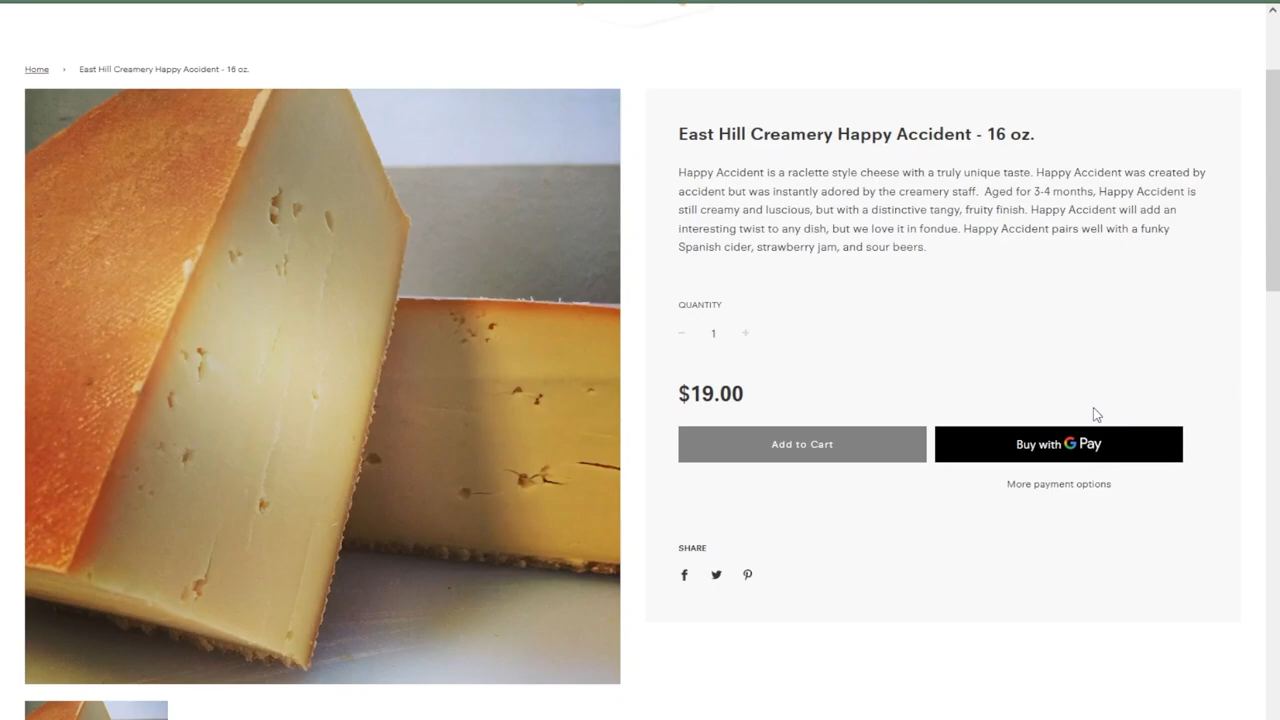 Home › East Hill Creamery Happy Accident - 16 oz.
East Hill Creamery Happy Accident - 16 oz.
Happy Accident is a raclette style cheese with a truly unique taste. Happy Accident was created by
accident but was instantly adored by the creamery staff.  Aged for 3-4 months, Happy Accident is
still creamy and luscious, but with a distinctive tangy, fruity finish. Happy Accident will add an
interesting twist to any dish, but we love it in fondue. Happy Accident pairs well with a funky
Spanish cider, strawberry jam, and sour beers.
QUANTITY
− 1 +
$19.00
Add to Cart
Buy with G Pay
More payment options
SHARE